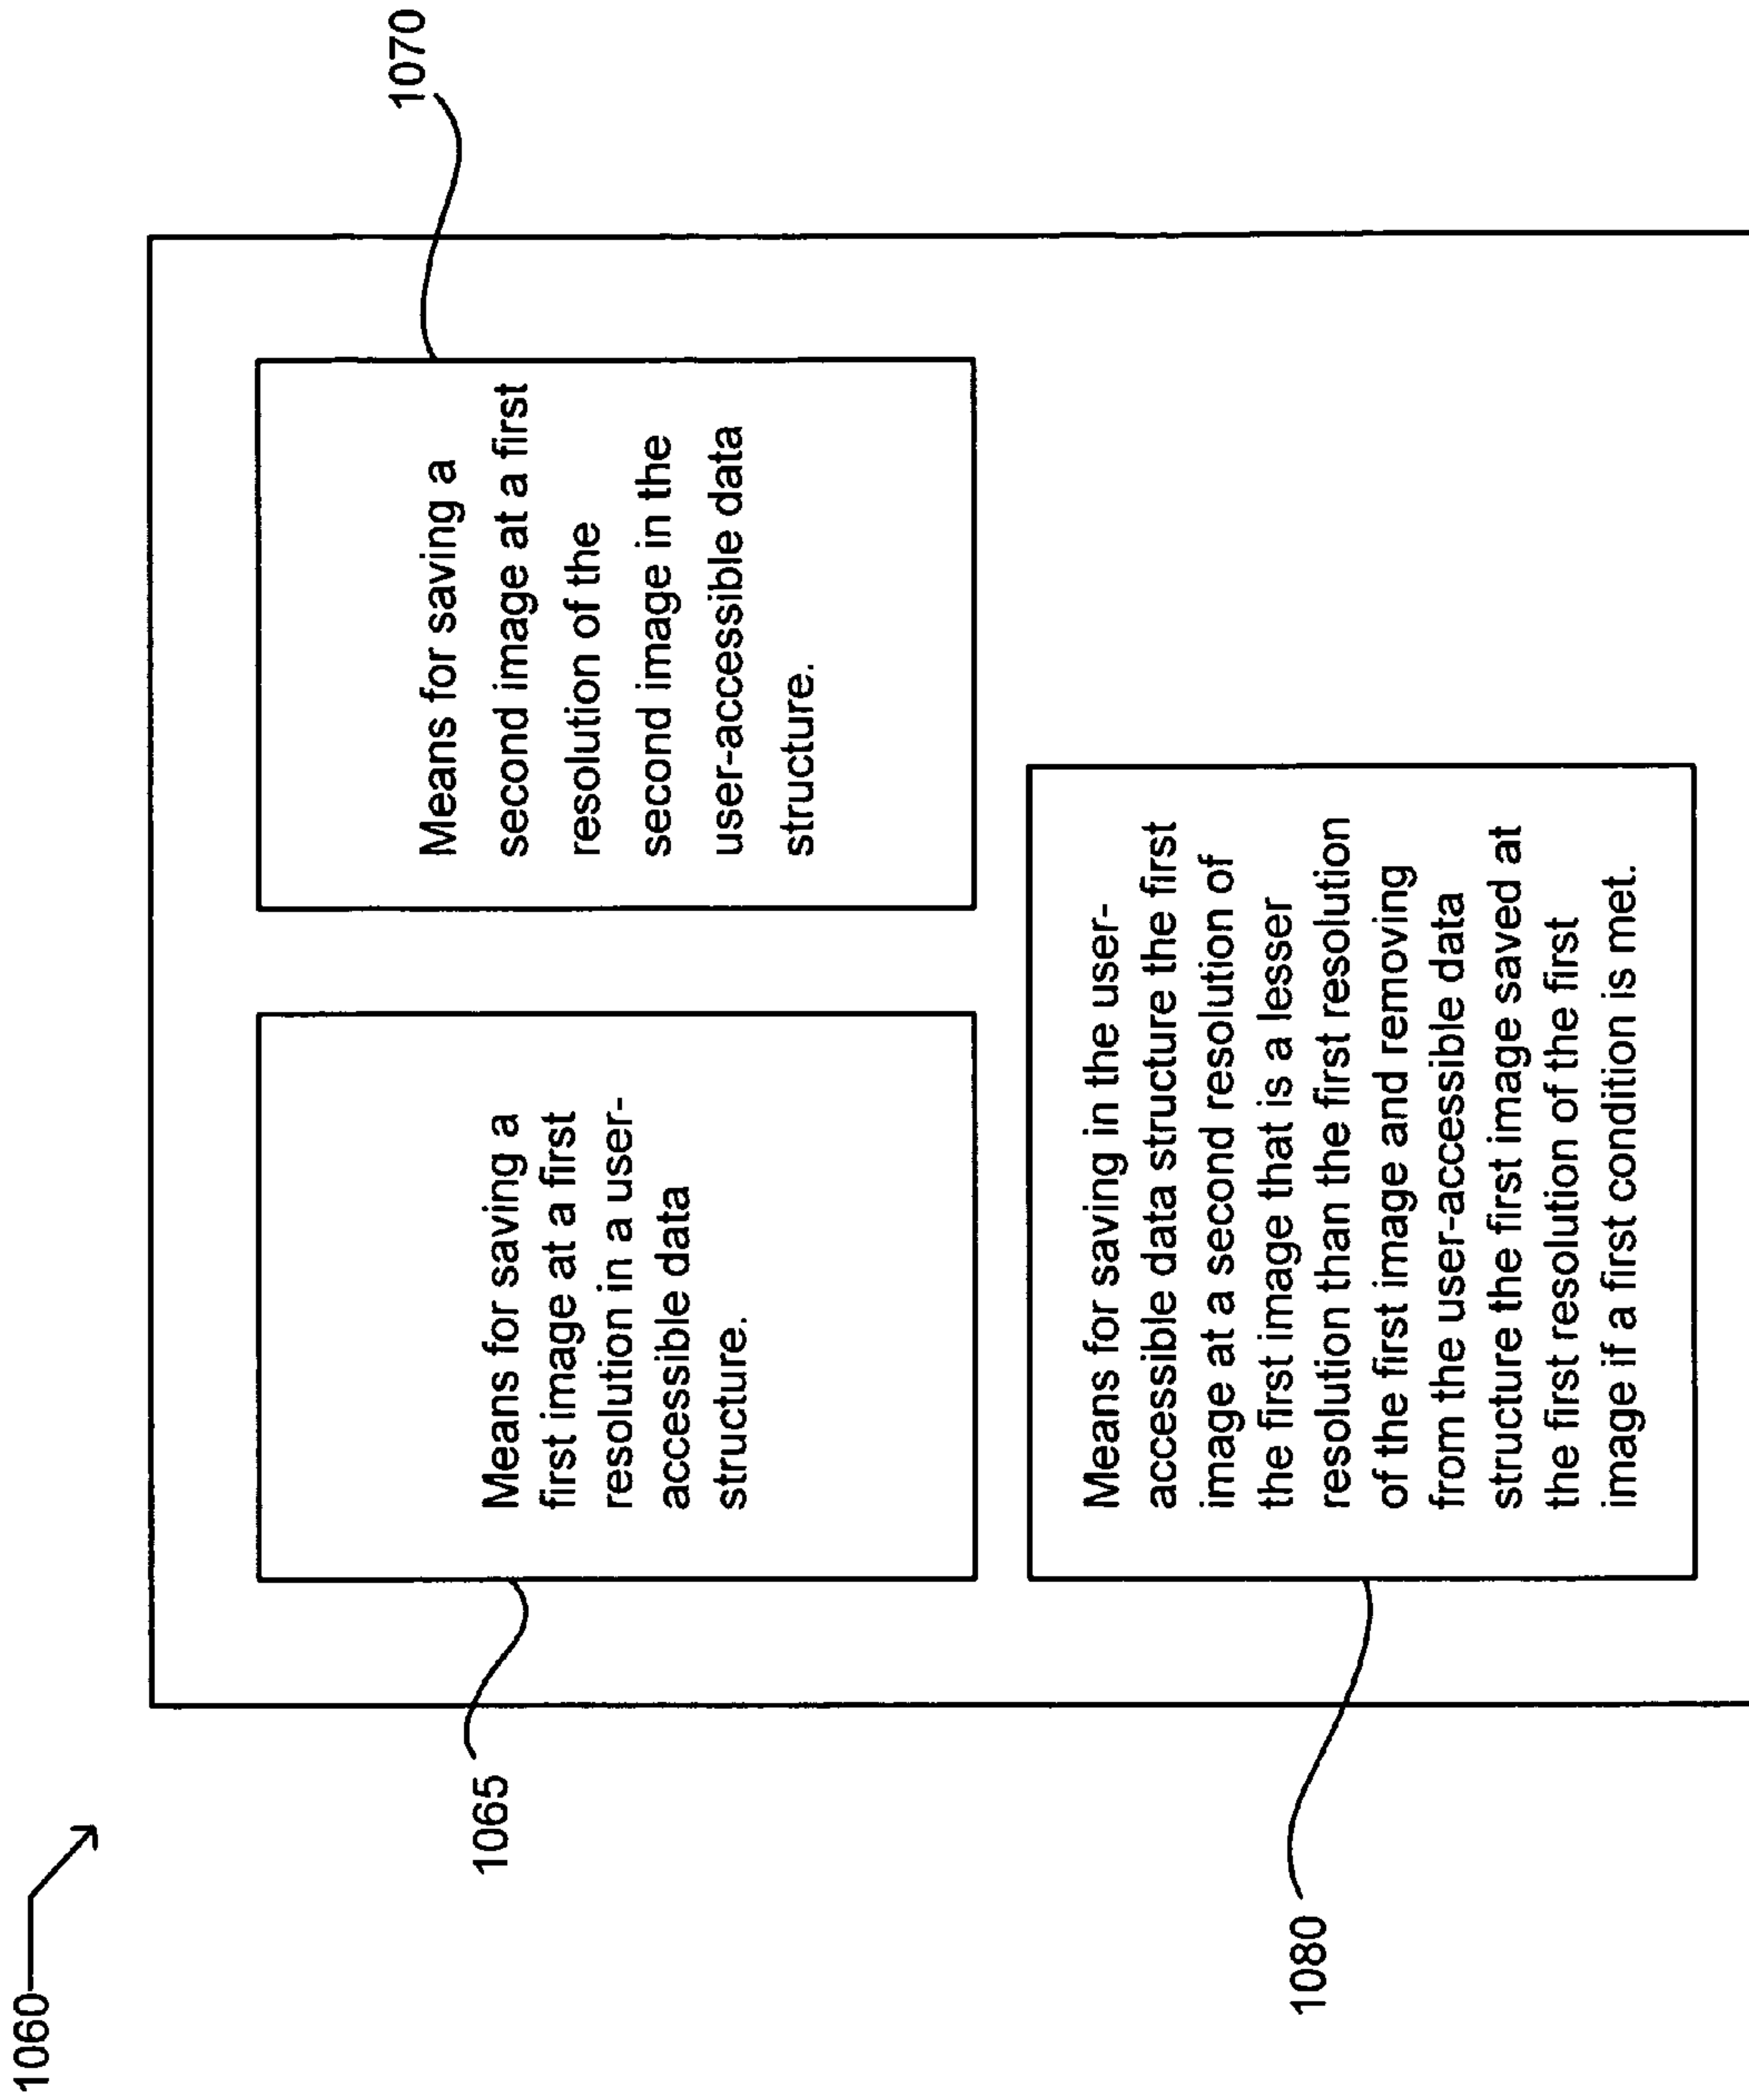 1060
1065
Means for saving a
first image at a first
resolution in a user-
accessible data
structure.
1070
Means for saving a
second image at a first
resolution of the
second image in the
user-accessible data
structure.
1080
Means for saving in the user-
accessible data structure the first
image at a second resolution of
the first image that is a lesser
resolution than the first resolution
of the first image and removing
from the user-accessible data
structure the first image saved at
the first resolution of the first
image if a first condition is met.